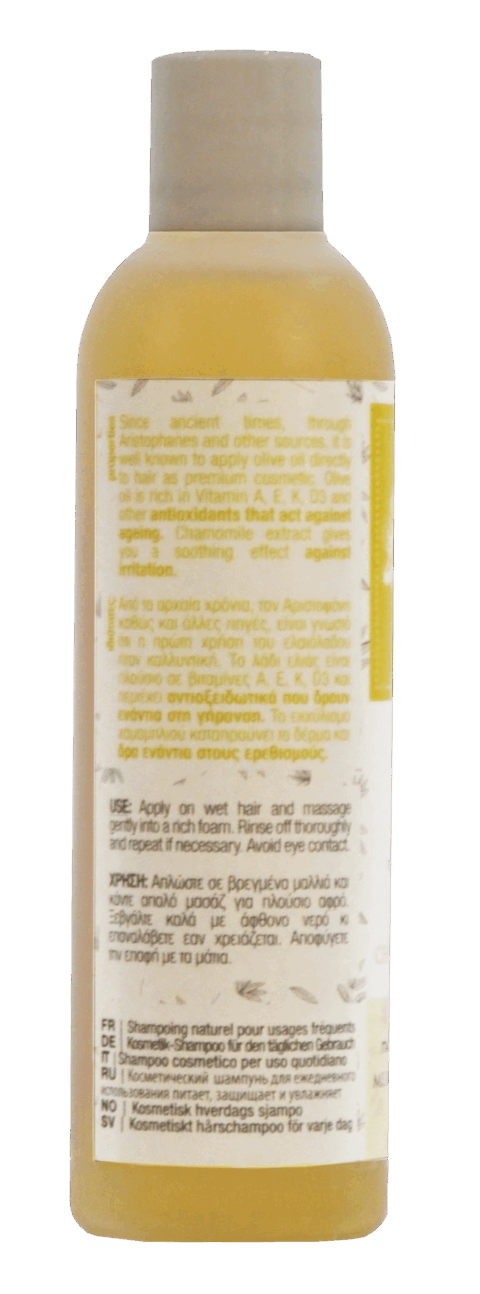 properties
Since ancient times, through
Aristophanes and other sources, it is
well known to apply olive oil directly
to hair as premium cosmetic. Olive
oil is rich in Vitamin A, E, K, D3 and
other antioxidants that act against
ageing. Chamomile extract gives
you a soothing effect against
irritation.
ιδιότητες
Από τα αρχαία χρόνια, τον Αριστοφάνη
καθώς και άλλες πηγές, είναι γνωστό
ότι η πρώτη χρήση του ελαιόλαδου
ήταν καλλυντική. Το λάδι ελιάς είναι
πλούσιο σε βιταμίνες A, E, K, D3 και
περιέχει αντιοξειδωτικά που δρουν
ενάντια στη γήρανση. Το εκχύλισμα
χαμομηλιού καταπραΰνει το δέρμα και
δρα ενάντια στους ερεθισμούς.
USE: Apply on wet hair and massage
gently into a rich foam. Rinse off thoroughly
and repeat if necessary. Avoid eye contact.
ΧΡΗΣΗ: Απλώστε σε βρεγμένα μαλλιά και
κάντε απαλό μασάζ για πλούσιο αφρό.
Ξεβγάλτε καλά με άφθονο νερό κι
επαναλάβετε εαν χρειάζεται. Αποφύγετε
την επαφή με τα μάτια.
FR | Shampoing naturel pour usages fréquents
DE | Kosmetik-Shampoo für den täglichen Gebrauch
IT | Shampoo cosmetico per uso quotidiano
RU | Косметический шампунь для ежедневного
использования питает, защищает и увлажняет
NO | Kosmetisk hverdags sjampo
SV | Kosmetiskt hårschampoo för varje dag